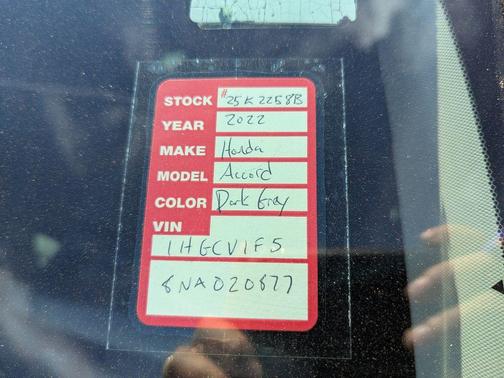 STOCK #25K2258B
YEAR 2022
MAKE Honda
MODEL Accord
COLOR Dark Gray
VIN
1HGCV1F5
8NA020877